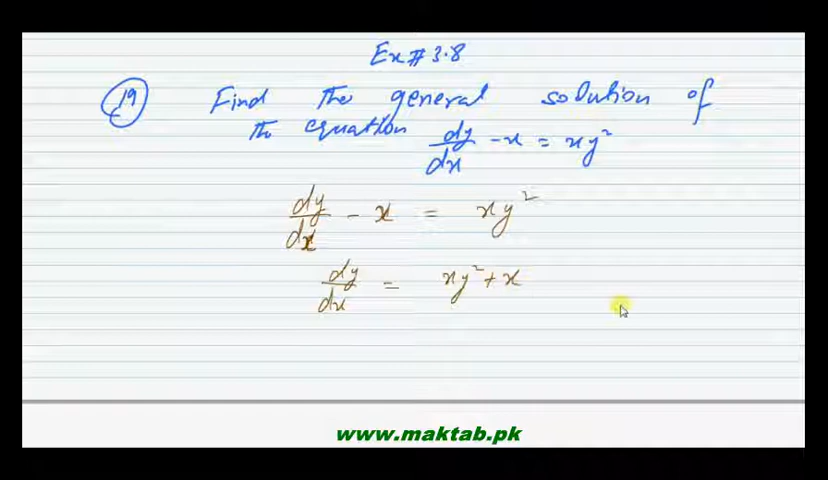 Ex # 3.8
19 Find the general solution of
the equation dy/dx - x = xy²
dy/dx - x = xy²
dy/dx = xy² + x
www.maktab.pk